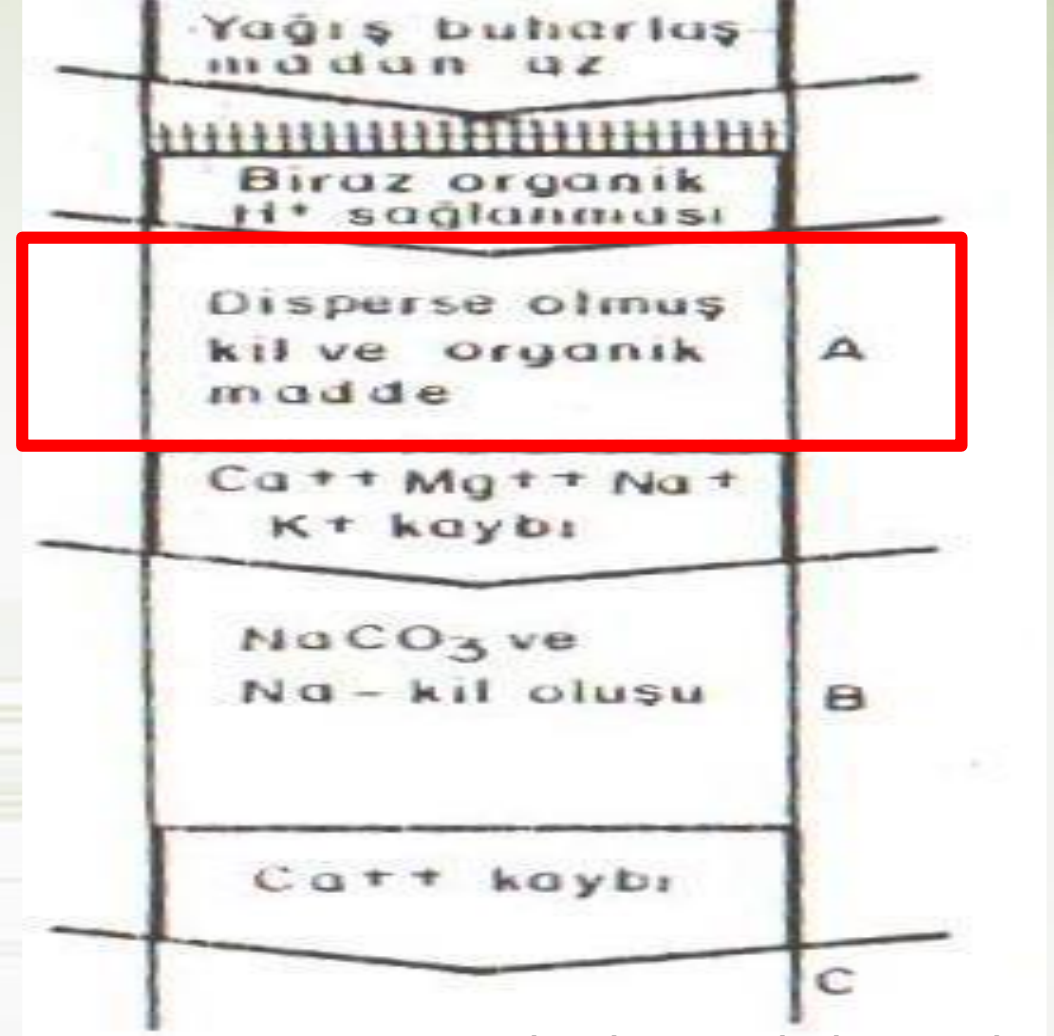 Yağış buharlaş
madan az
Biraz organik
H+ sağlanması
Disperse olmuş
kil ve organik
madde
A
Ca++ Mg++ Na+
K+ kaybı
NaCO3 ve
Na-kil oluşu
B
Ca++ kaybı
C